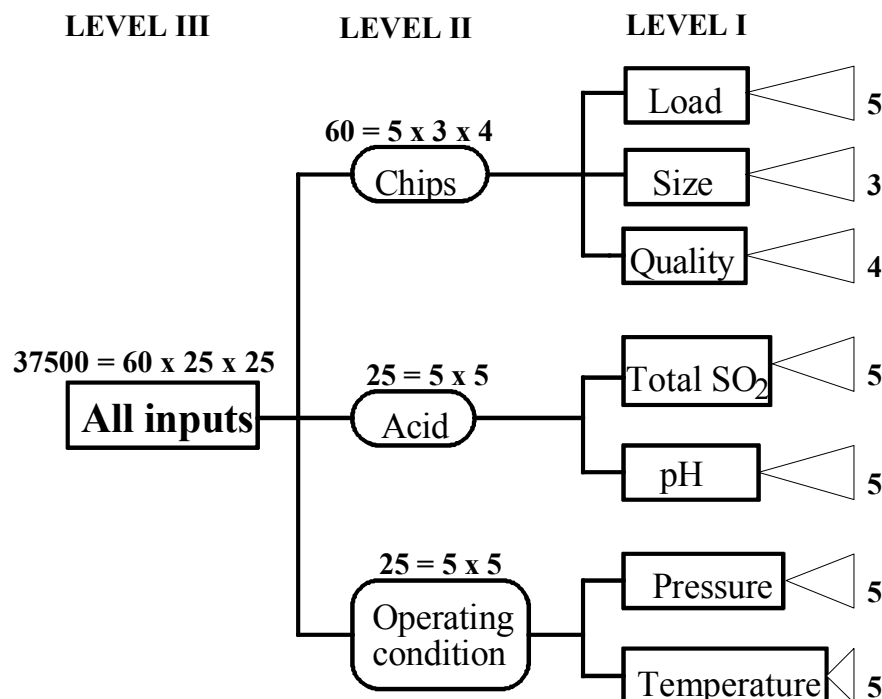 LEVEL III LEVEL II LEVEL I
60 = 5 x 3 x 4
Chips
Load 5
Size 3
Quality 4
37500 = 60 x 25 x 25
All inputs
25 = 5 x 5
Acid
Total SO₂ 5
pH 5
25 = 5 x 5
Operating
condition
Pressure 5
Temperature 5